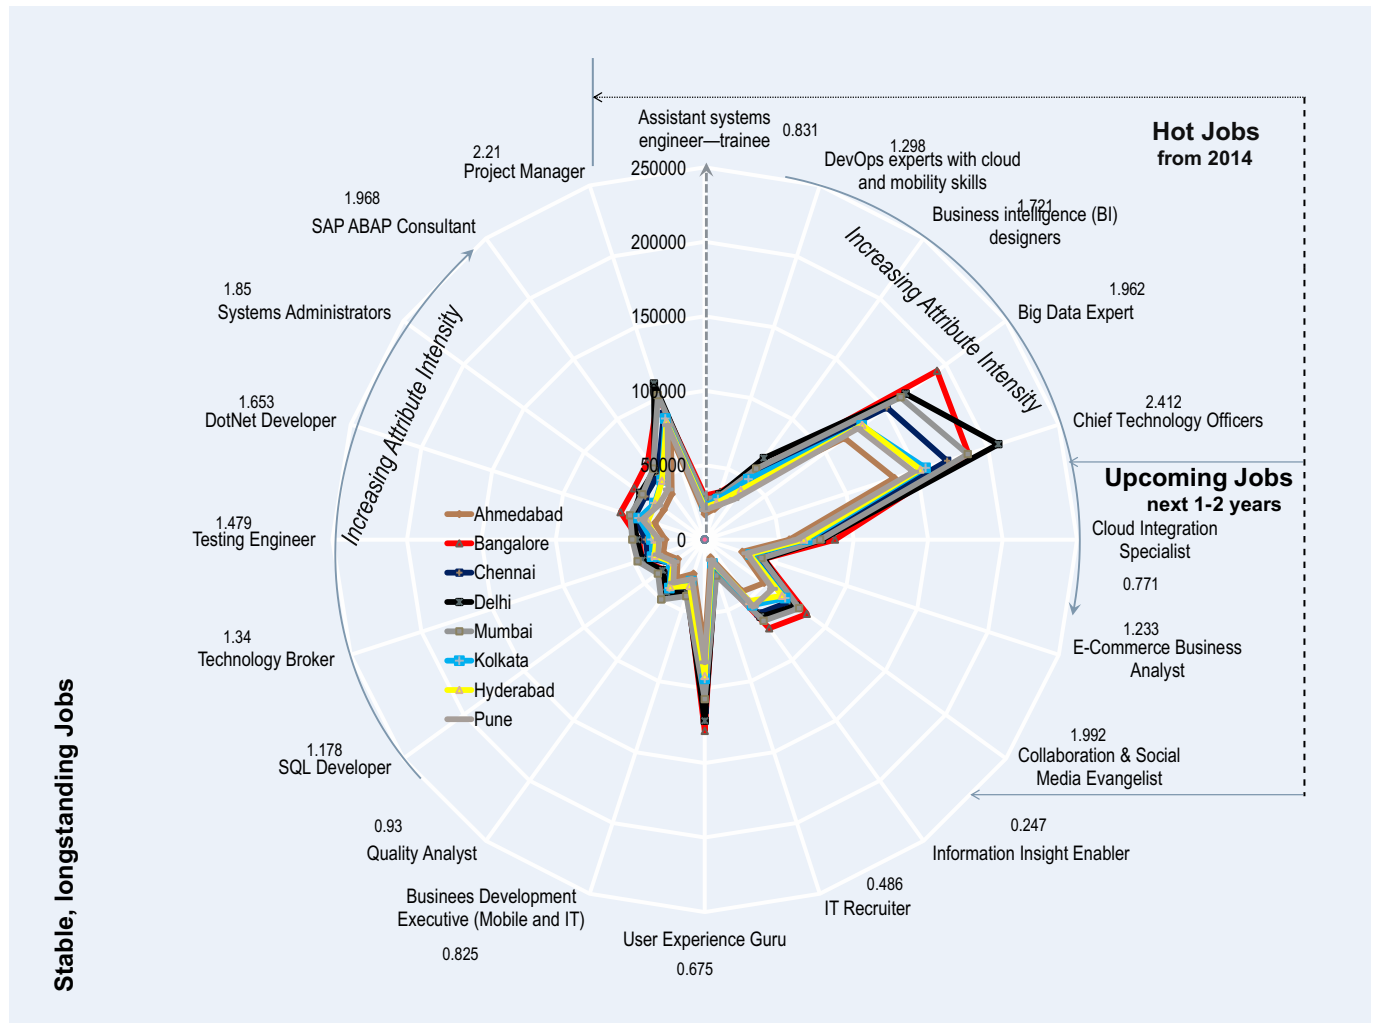 Assistant systems
engineer—trainee
0.831
Hot Jobs
from 2014
1.298
DevOps experts with cloud
and mobility skills
1.721
Business intelligence (BI)
designers
1.962
Big Data Expert
2.412
Chief Technology Officers
Upcoming Jobs
next 1-2 years
Cloud Integration
Specialist
0.771
1.233
E-Commerce Business
Analyst
1.992
Collaboration & Social
Media Evangelist
0.247
Information Insight Enabler
0.486
IT Recruiter
User Experience Guru
0.675
Businees Development
Executive (Mobile and IT)
0.825
0.93
Quality Analyst
1.178
SQL Developer
1.34
Technology Broker
1.479
Testing Engineer
1.653
DotNet Developer
1.85
Systems Administrators
1.968
SAP ABAP Consultant
2.21
Project Manager
250000
200000
150000
100000
50000
0
Increasing Attribute Intensity
Increasing Attribute Intensity
Ahmedabad
Bangalore
Chennai
Delhi
Mumbai
Kolkata
Hyderabad
Pune
Stable, longstanding Jobs